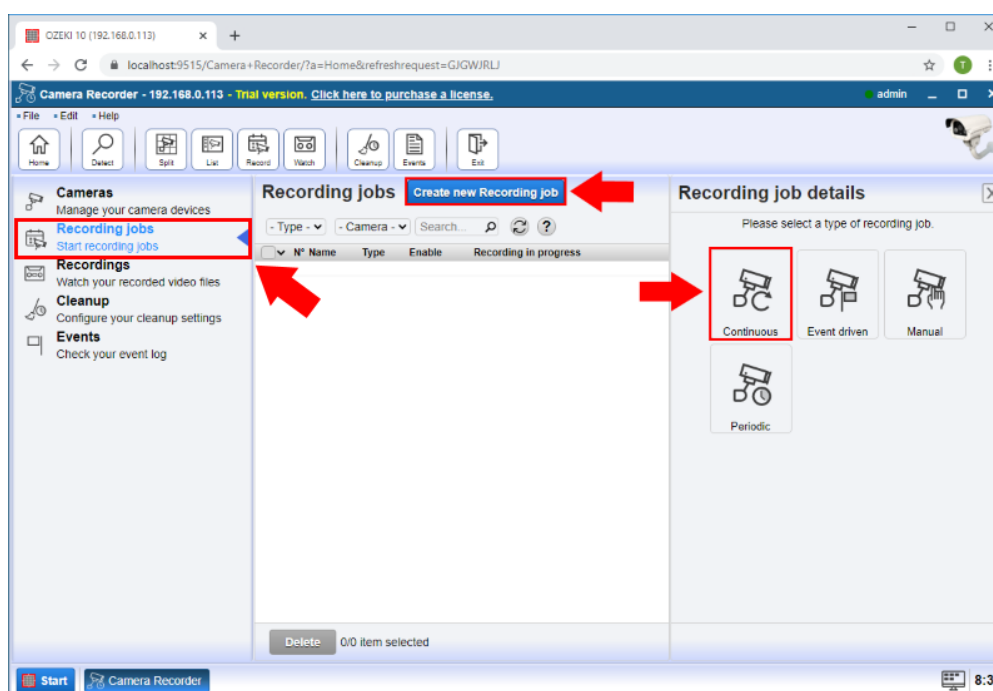 OZEKI 10 (192.168.0.113)
localhost:9515/Camera+Recorder/?a=Home&refreshrequest=GJGWJRLJ
T
Camera Recorder - 192.168.0.113 - Trial version. Click here to purchase a license.
admin
File Edit Help
Home Detect Split List Record Watch Cleanup Events Exit
Cameras
Manage your camera devices
Recording jobs
Start recording jobs
Recordings
Watch your recorded video files
Cleanup
Configure your cleanup settings
Events
Check your event log
Recording jobs Create new Recording job
- Type - - Camera - Search... ?
N° Name Type Enable Recording in progress
Delete 0/0 item selected
Recording job details
Please select a type of recording job.
Continuous Event driven Manual
Periodic
Start Camera Recorder 8:3